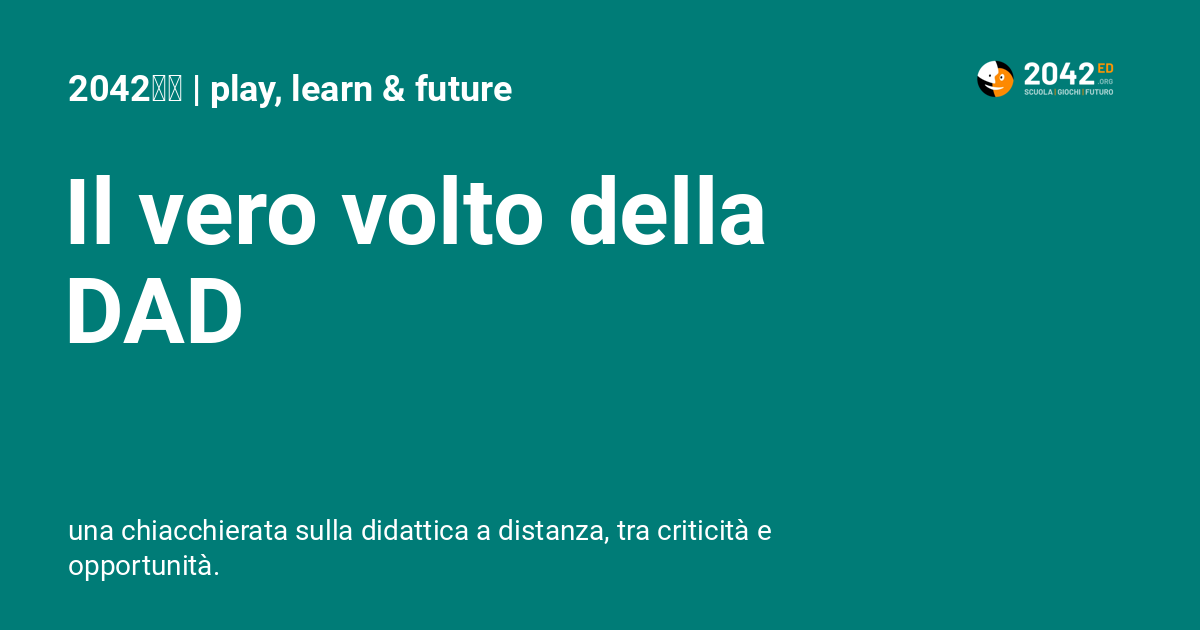 2042 | play, learn & future
2042 ED
.ORG
SCUOLA | GIOCHI | FUTURO
Il vero volto della
DAD
una chiacchierata sulla didattica a distanza, tra criticità e
opportunità.